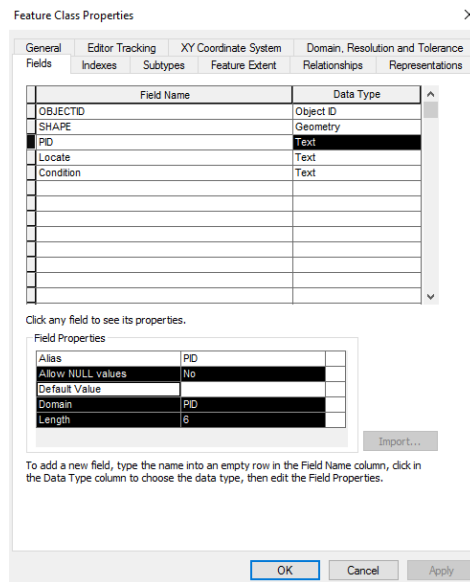 Feature Class Properties
General Editor Tracking XY Coordinate System Domain, Resolution and Tolerance
Fields Indexes Subtypes Feature Extent Relationships Representations
Field Name Data Type
OBJECTID Object ID
SHAPE Geometry
PID Text
Locate Text
Condition Text
Click any field to see its properties.
Field Properties
Alias PID
Allow NULL values No
Default Value
Domain PID
Length 6
Import...
To add a new field, type the name into an empty row in the Field Name column, click in
the Data Type column to choose the data type, then edit the Field Properties.
OK Cancel Apply